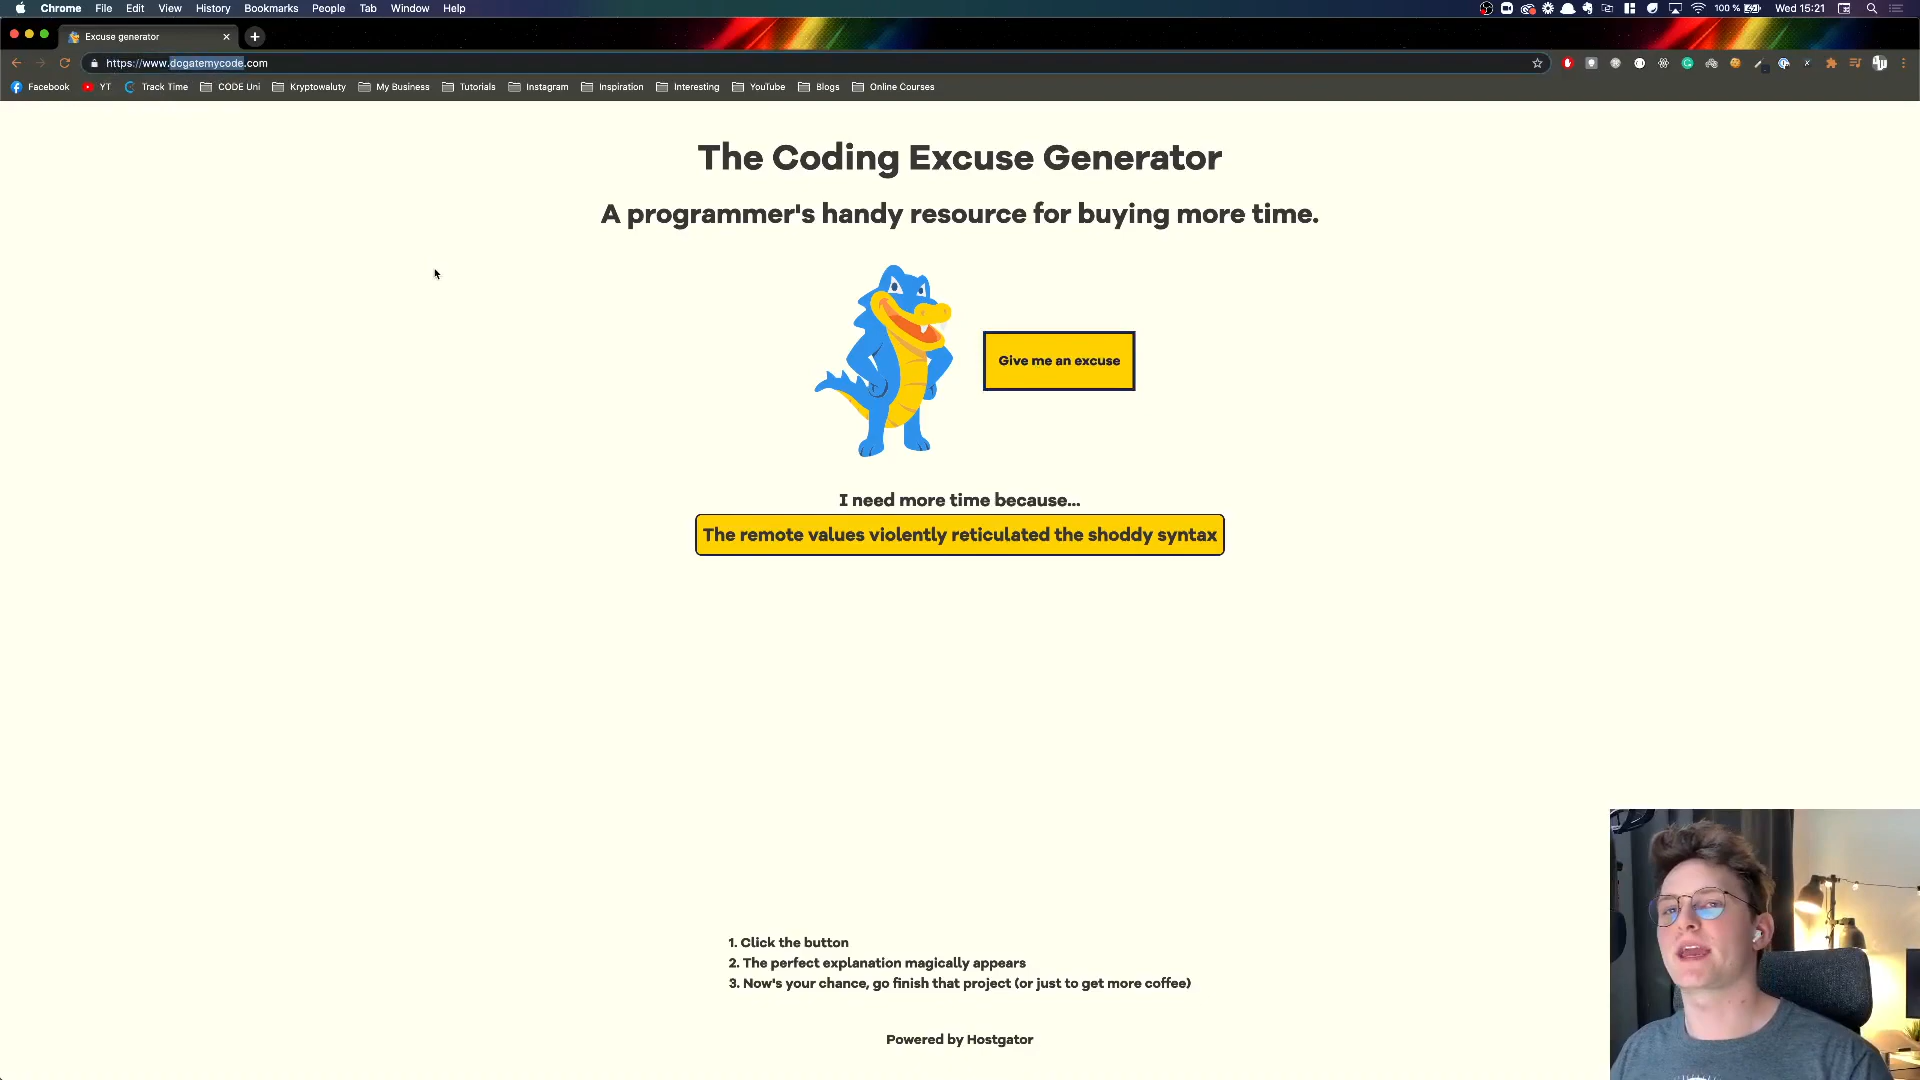 Chrome File Edit View History Bookmarks People Tab Window Help 100 % Wed 15:21
Excuse generator
https://www.dogatemycode.com
Facebook YT Track Time CODE Uni Kryptowaluty My Business Tutorials Instagram Inspiration Interesting YouTube Blogs Online Courses
The Coding Excuse Generator
A programmer's handy resource for buying more time.
Give me an excuse
I need more time because...
The remote values violently reticulated the shoddy syntax
1. Click the button
2. The perfect explanation magically appears
3. Now's your chance, go finish that project (or just to get more coffee)
Powered by Hostgator